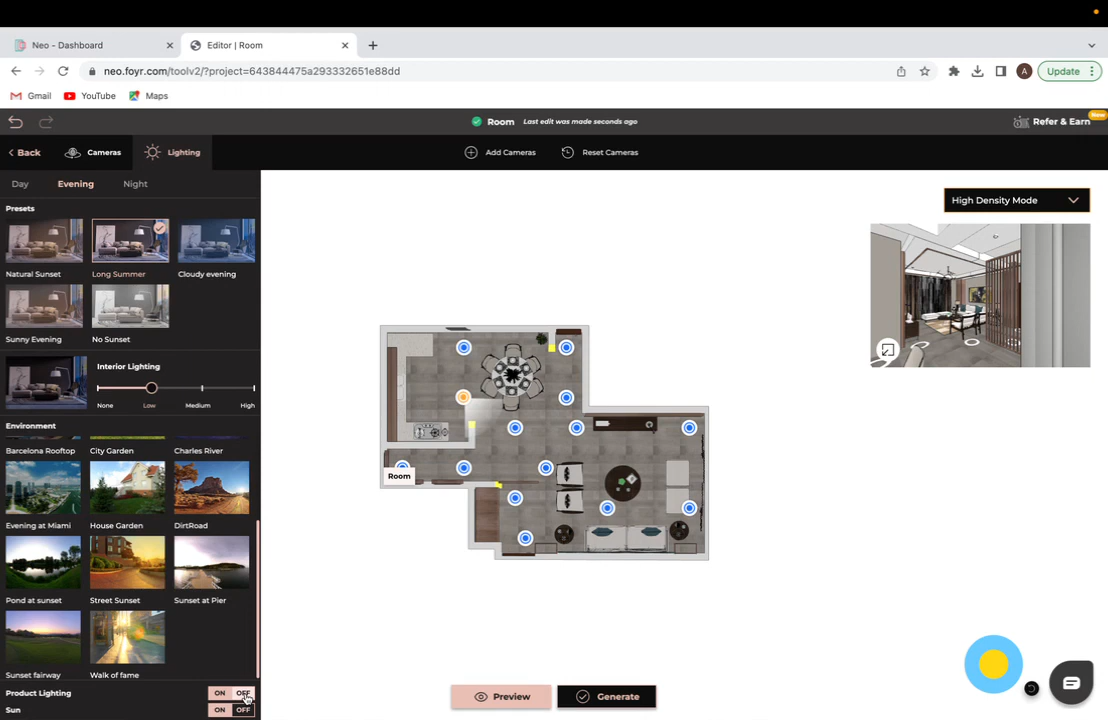 Neo - Dashboard
Editor | Room
neo.foyr.com/toolv2/?project=643844475a293332651e88dd
A
Update
Gmail
YouTube
Maps
Room
Last edit was made seconds ago
Refer & Earn
New
Back
Cameras
Lighting
Add Cameras
Reset Cameras
Day
Evening
Night
High Density Mode
Presets
Natural Sunset
Long Summer
Cloudy evening
Sunny Evening
No Sunset
Interior Lighting
None
Low
Medium
High
Environment
Barcelona Rooftop
City Garden
Charles River
Evening at Miami
House Garden
DirtRoad
Pond at sunset
Street Sunset
Sunset at Pier
Sunset fairway
Walk of fame
Room
Product Lighting
ON
OFF
Sun
ON
OFF
Preview
Generate